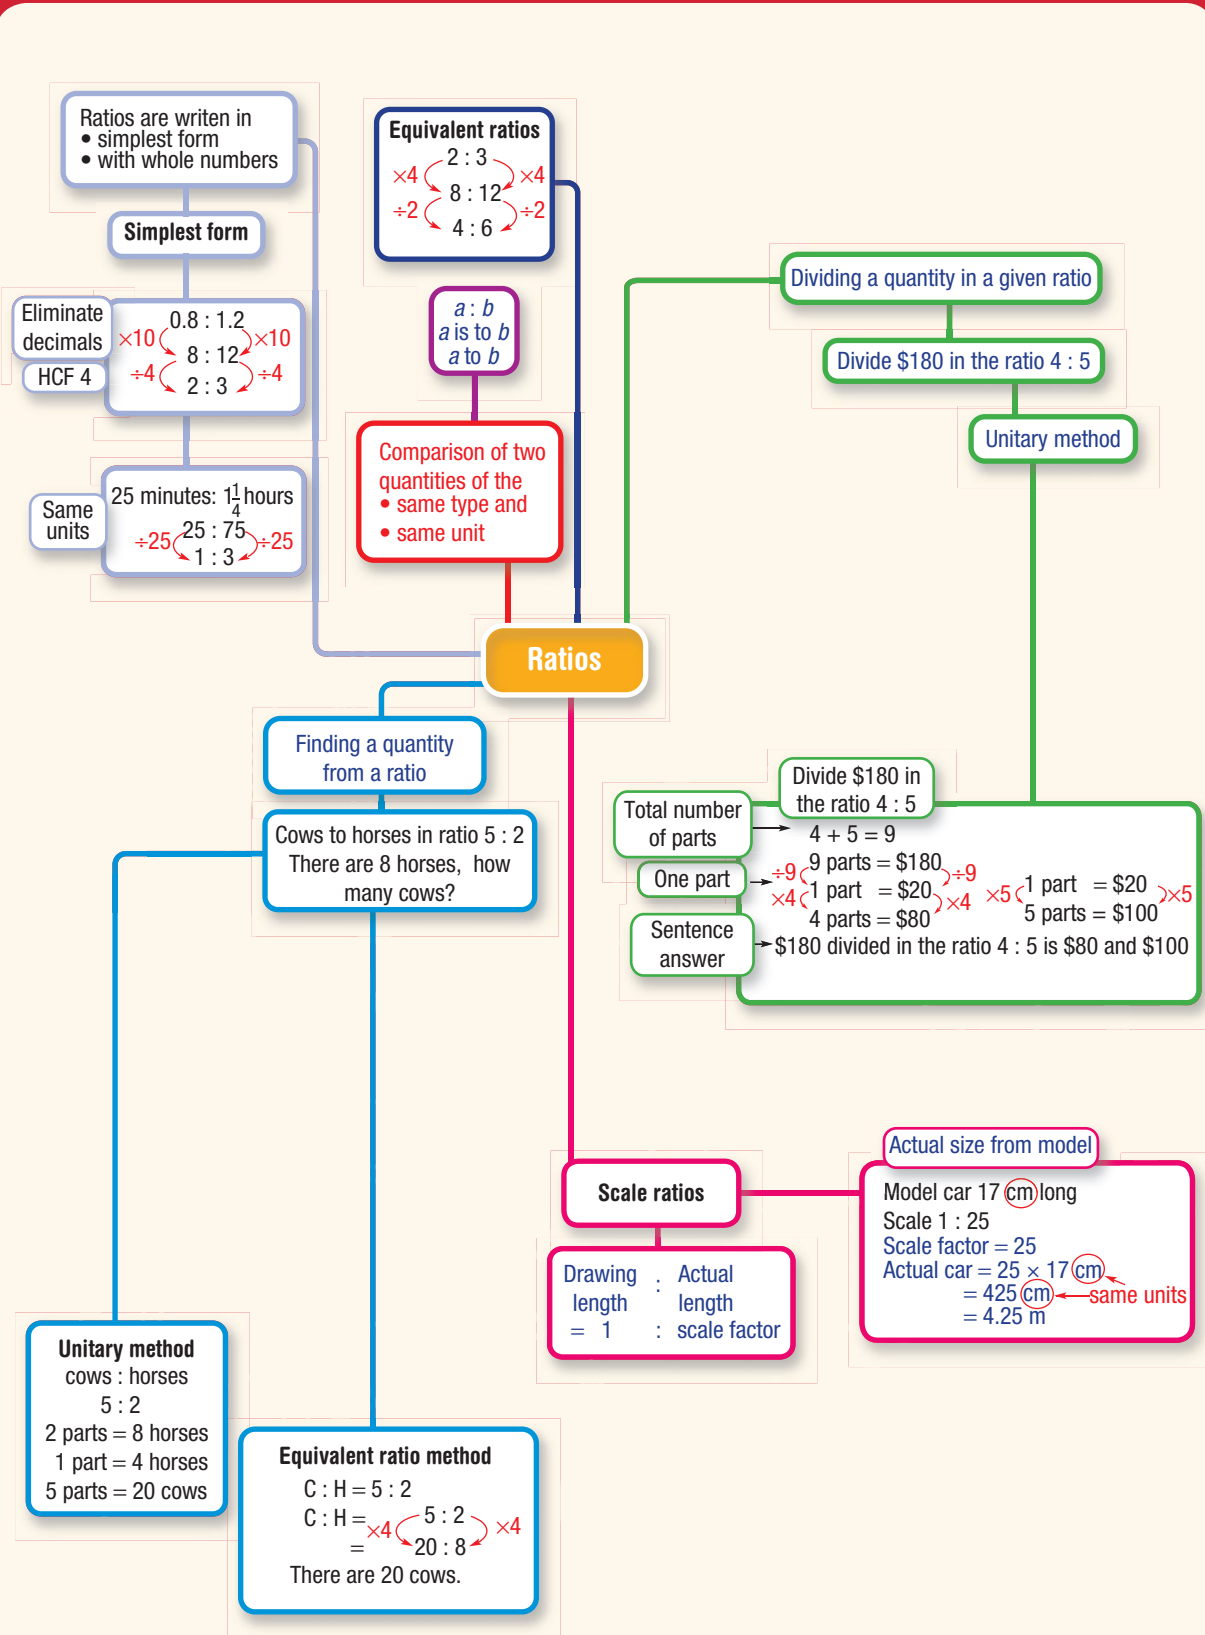 Ratios are writen in
• simplest form
• with whole numbers
Simplest form
Eliminate
decimals
HCF 4
0.8 : 1.2
×10 ×10
8 : 12
÷4 ÷4
2 : 3
Same
units
25 minutes: 1 1/4 hours
25 : 75
÷25 ÷25
1 : 3
Equivalent ratios
2 : 3
×4 ×4
8 : 12
÷2 ÷2
4 : 6
a : b
a is to b
a to b
Comparison of two
quantities of the
• same type and
• same unit
Ratios
Dividing a quantity in a given ratio
Divide $180 in the ratio 4 : 5
Unitary method
Divide $180 in
the ratio 4 : 5
Total number
of parts
4 + 5 = 9
One part
9 parts = $180
÷9 ÷9
1 part = $20
×4 ×4
4 parts = $80
1 part = $20
×5 ×5
5 parts = $100
Sentence
answer
$180 divided in the ratio 4 : 5 is $80 and $100
Finding a quantity
from a ratio
Cows to horses in ratio 5 : 2
There are 8 horses, how
many cows?
Unitary method
cows : horses
5 : 2
2 parts = 8 horses
1 part = 4 horses
5 parts = 20 cows
Equivalent ratio method
C : H = 5 : 2
C : H = 5 : 2
×4 ×4
= 20 : 8
There are 20 cows.
Scale ratios
Drawing : Actual
length length
= 1 : scale factor
Actual size from model
Model car 17 cm long
Scale 1 : 25
Scale factor = 25
Actual car = 25 × 17 cm
= 425 cm same units
= 4.25 m